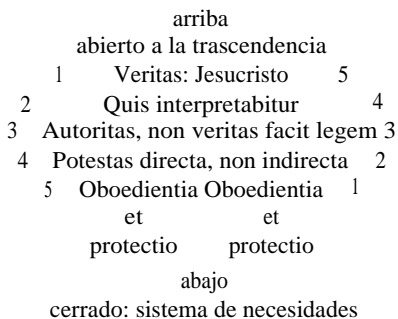 arriba
abierto a la trascendencia
1 Veritas: Jesucristo 5
2 Quis interpretabitur 4
3 Autoritas, non veritas facit legem 3
4 Potestas directa, non indirecta 2
5 Oboedientia Oboedientia 1
et et
protectio protectio
abajo
cerrado: sistema de necesidades